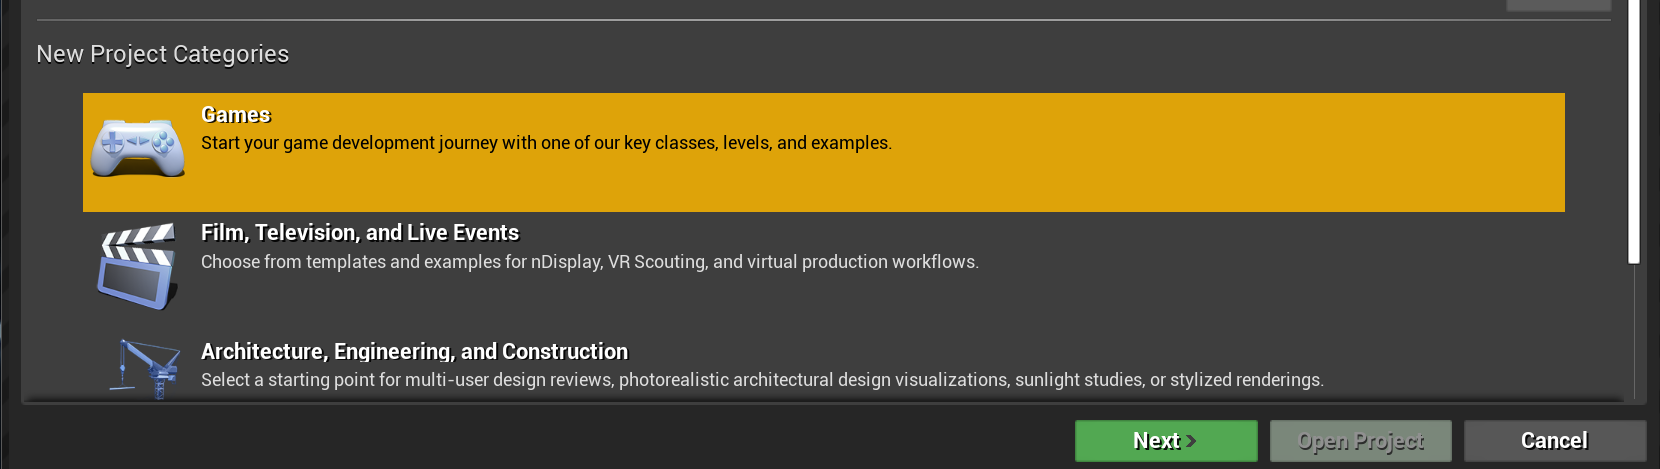 New Project Categories
Games
Start your game development journey with one of our key classes, levels, and examples.
Film, Television, and Live Events
Choose from templates and examples for nDisplay, VR Scouting, and virtual production workflows.
Architecture, Engineering, and Construction
Select a starting point for multi-user design reviews, photorealistic architectural design visualizations, sunlight studies, or stylized renderings.
Next Open Project Cancel